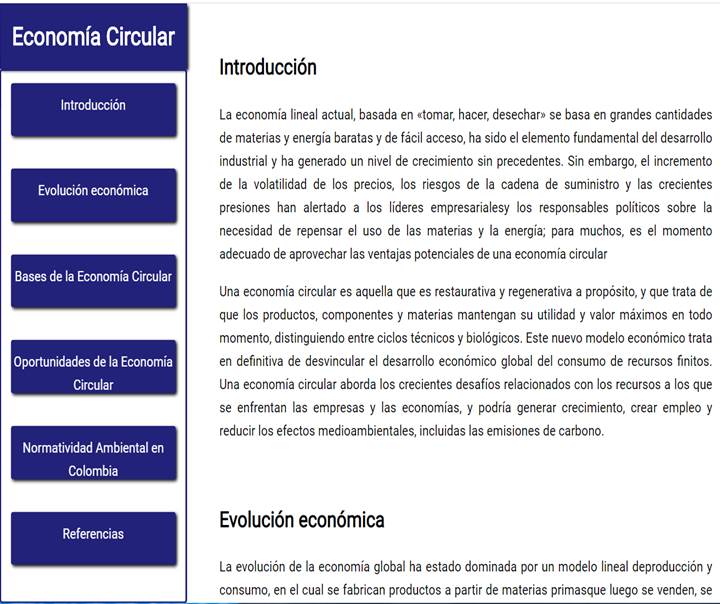 Economía Circular
Introducción
Evolución económica
Bases de la Economía Circular
Oportunidades de la Economía
Circular
Normatividad Ambiental en
Colombia
Referencias
Introducción
La economía lineal actual, basada en «tomar, hacer, desechar» se basa en grandes cantidades
de materias y energía baratas y de fácil acceso, ha sido el elemento fundamental del desarrollo
industrial y ha generado un nivel de crecimiento sin precedentes. Sin embargo, el incremento
de la volatilidad de los precios, los riesgos de la cadena de suministro y las crecientes
presiones han alertado a los líderes empresarialesy los responsables políticos sobre la
necesidad de repensar el uso de las materias y la energía; para muchos, es el momento
adecuado de aprovechar las ventajas potenciales de una economía circular
Una economía circular es aquella que es restaurativa y regenerativa a propósito, y que trata de
que los productos, componentes y materias mantengan su utilidad y valor máximos en todo
momento, distinguiendo entre ciclos técnicos y biológicos. Este nuevo modelo económico trata
en definitiva de desvincular el desarrollo económico global del consumo de recursos finitos.
Una economía circular aborda los crecientes desafíos relacionados con los recursos a los que
se enfrentan las empresas y las economías, y podría generar crecimiento, crear empleo y
reducir los efectos medioambientales, incluidas las emisiones de carbono.
Evolución económica
La evolución de la economía global ha estado dominada por un modelo lineal deproducción y
consumo, en el cual se fabrican productos a partir de materias primasque luego se venden, se